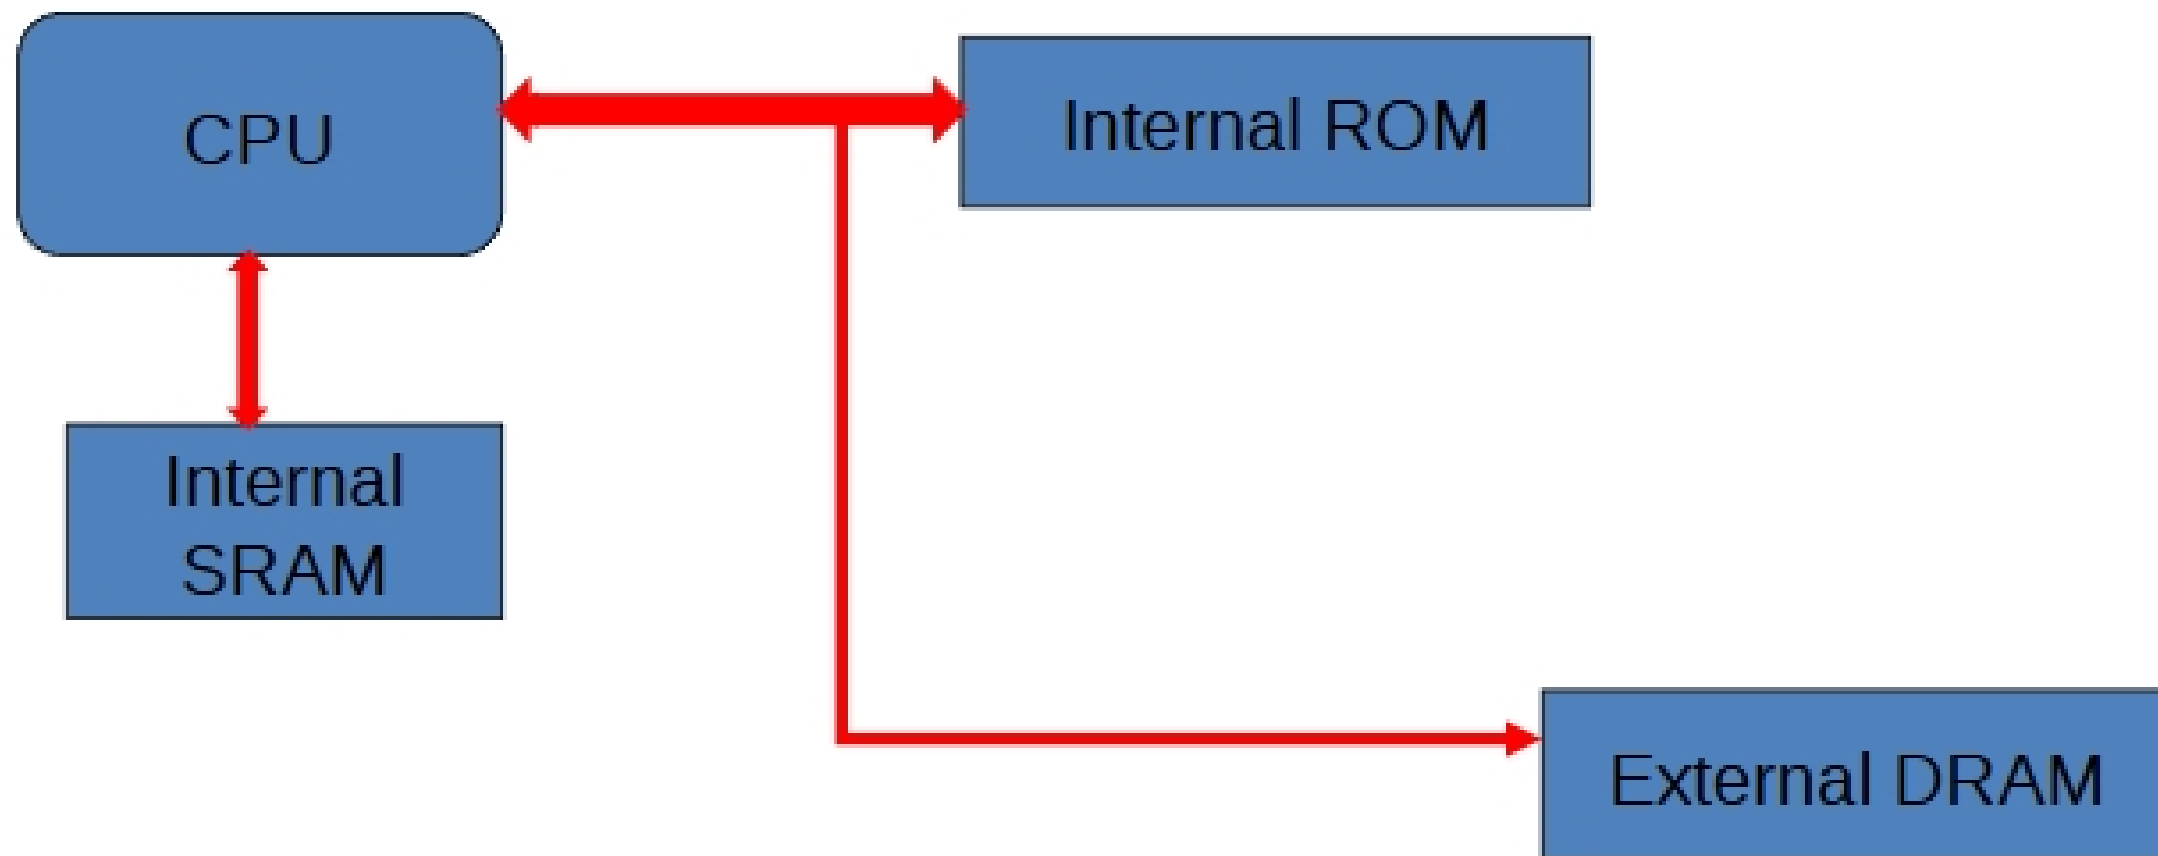 CPU
Internal ROM
Internal
SRAM
External DRAM